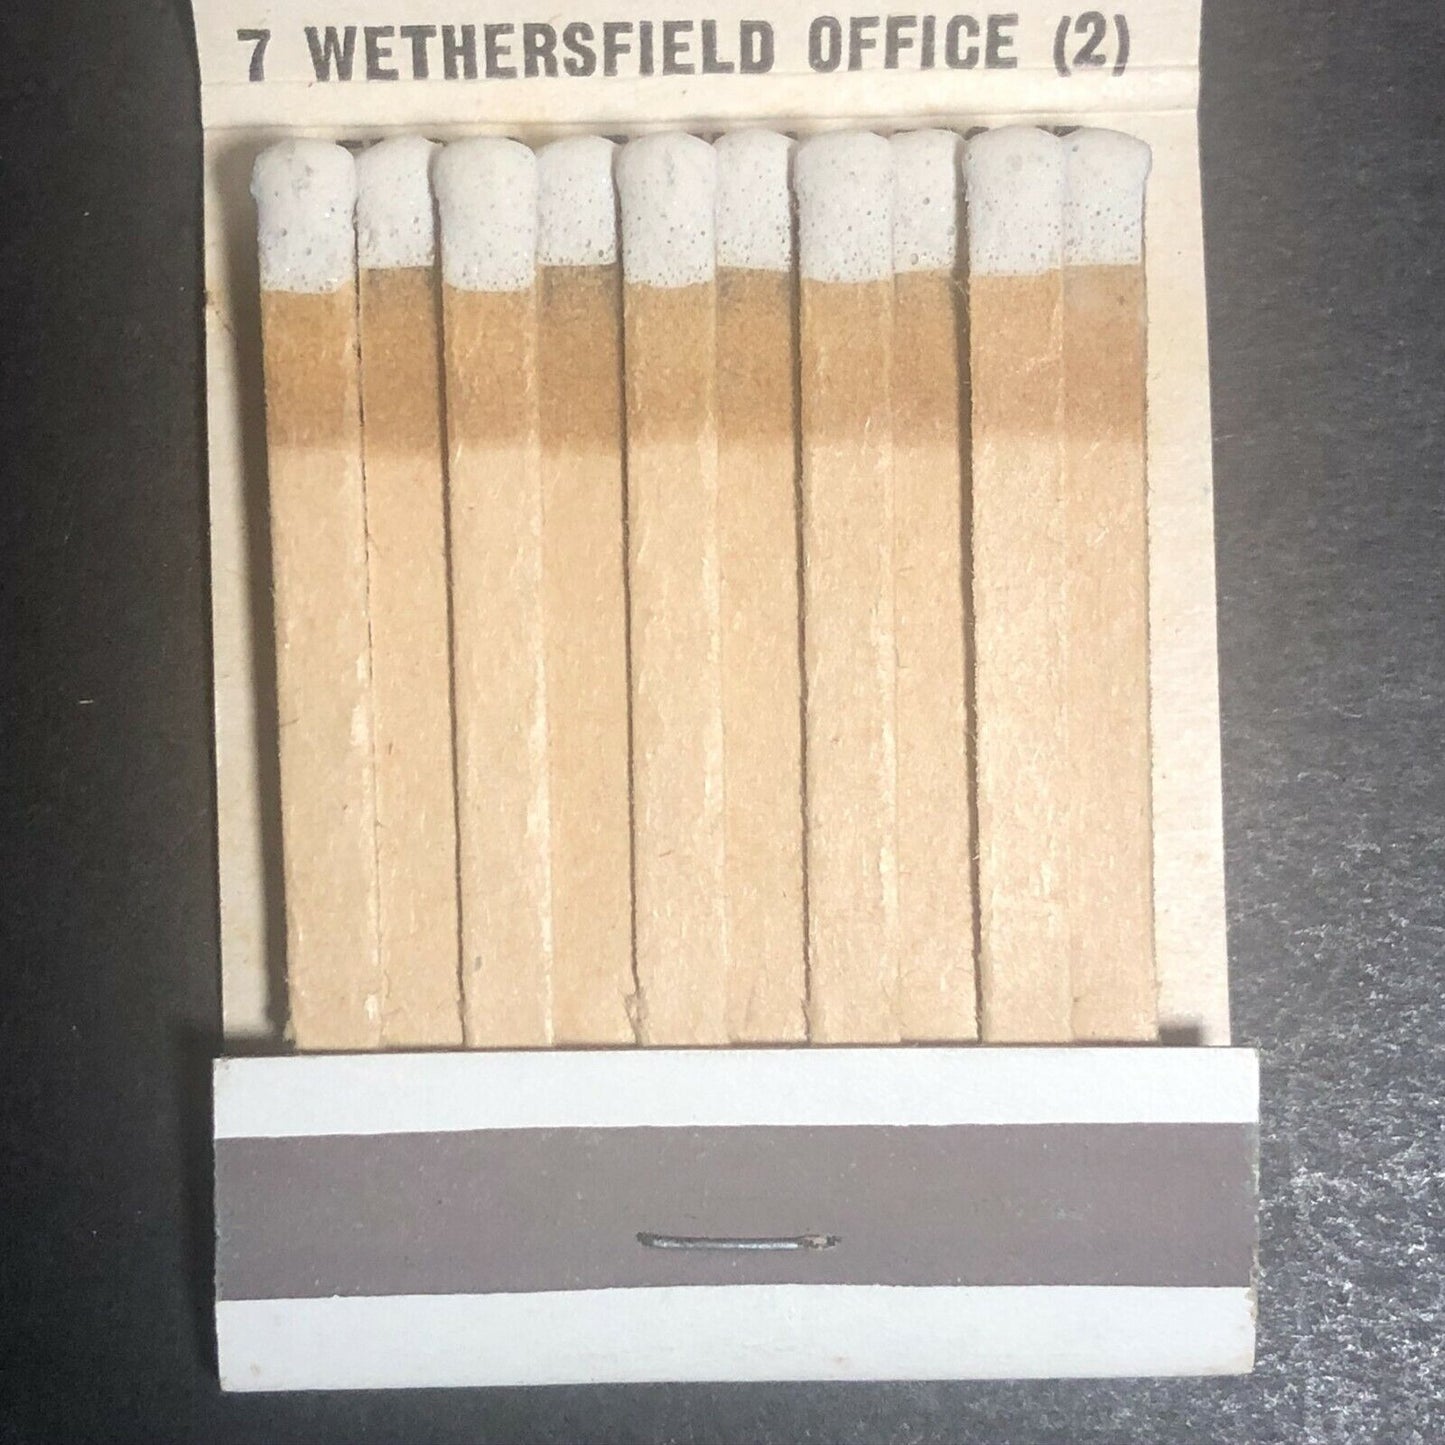 7 WETHERSFIELD OFFICE (2)